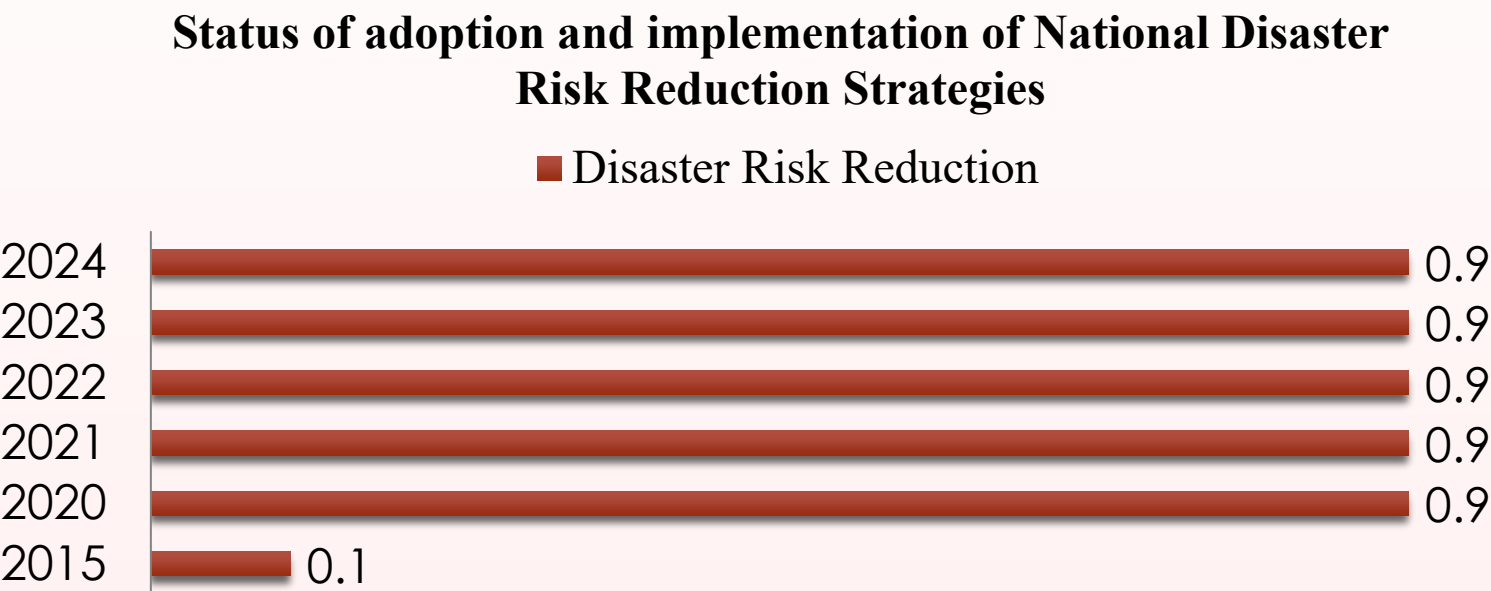 Status of adoption and implementation of National Disaster
Risk Reduction Strategies
Disaster Risk Reduction
2024 0.9
2023 0.9
2022 0.9
2021 0.9
2020 0.9
2015 0.1